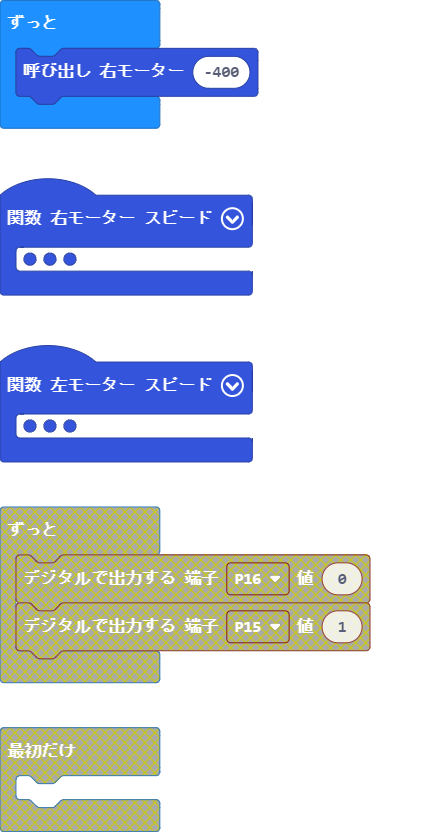 ずっと
呼び出し 右モーター -400
関数 右モーター スピード
関数 左モーター スピード
ずっと
デジタルで出力する 端子 P16 値 0
デジタルで出力する 端子 P15 値 1
最初だけ